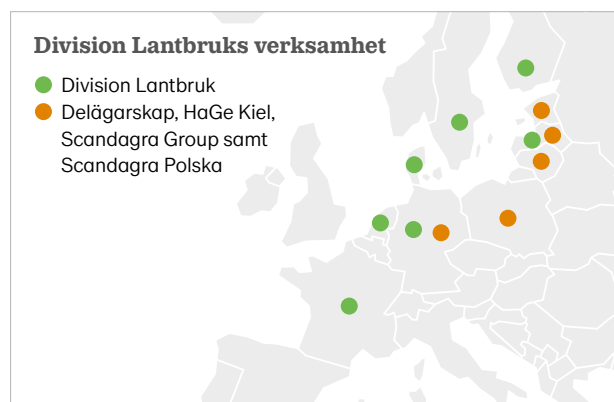 Division Lantbruks verksamhet
Division Lantbruk
Delägarskap, HaGe Kiel,
Scandagra Group samt
Scandagra Polska